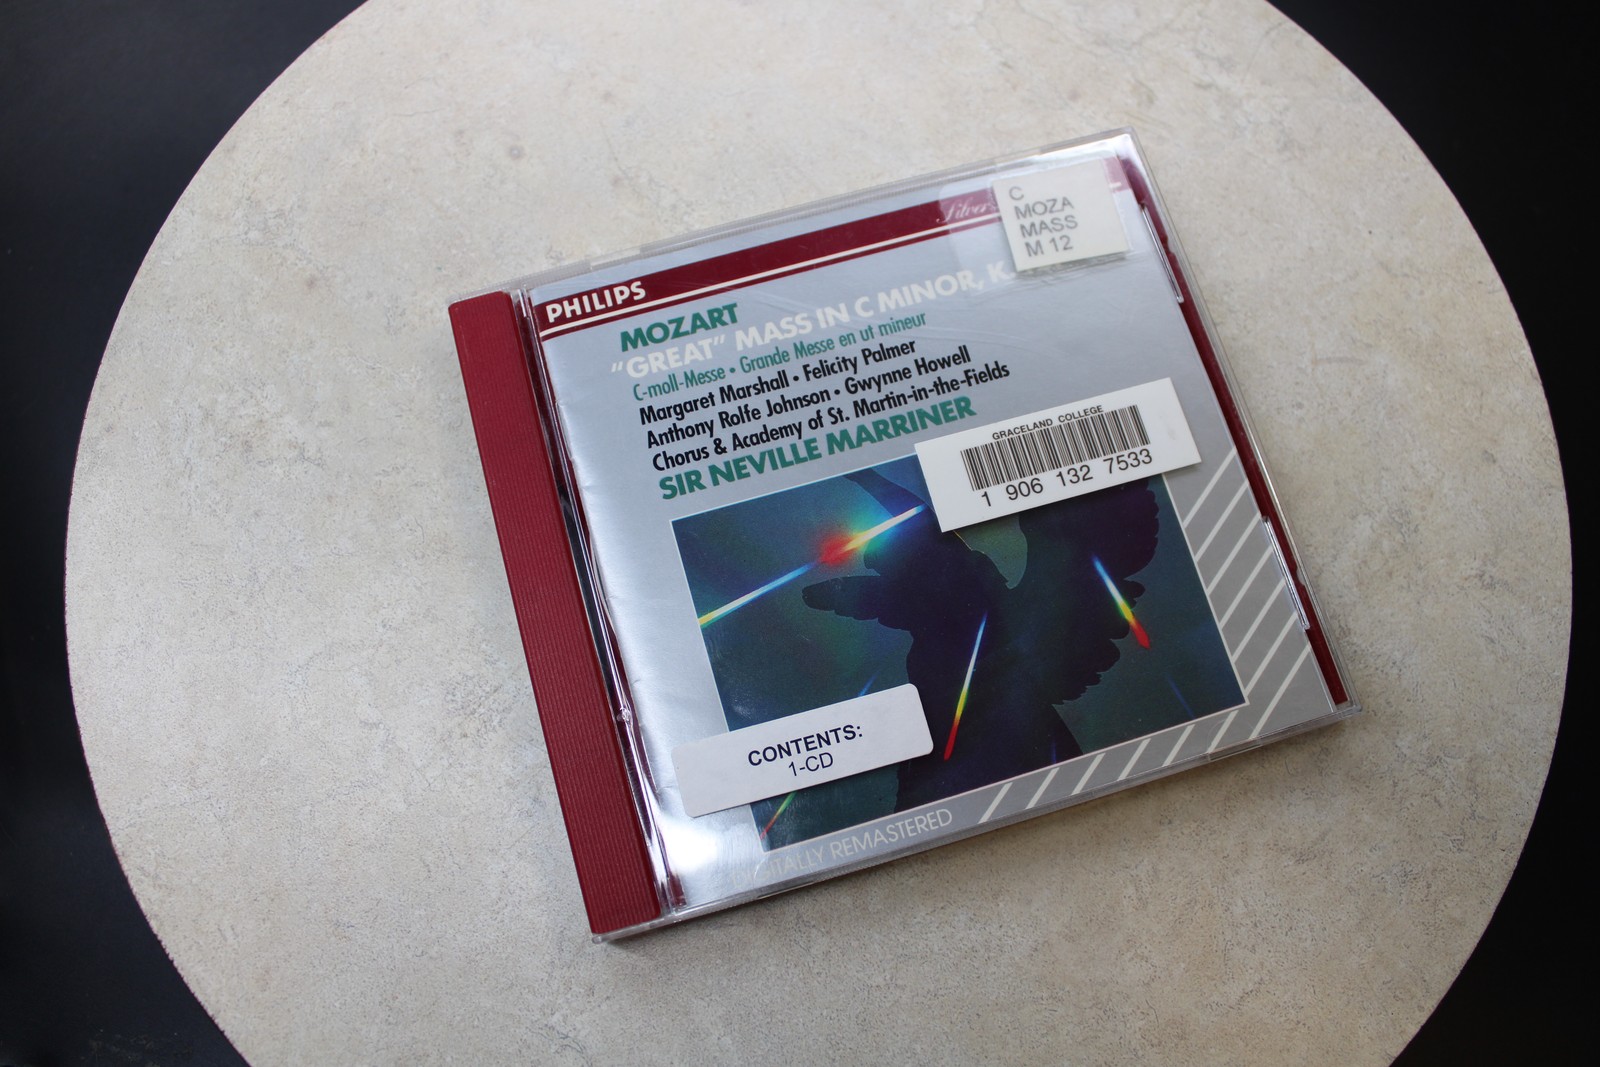 C
MOZA
MASS
M 12
PHILIPS
MOZART
"GREAT" MASS IN C MINOR, K.
C-moll-Messe • Grande Messe en ut mineur
Margaret Marshall • Felicity Palmer
Anthony Rolfe Johnson • Gwynne Howell
Chorus & Academy of St. Martin-in-the-Fields
SIR NEVILLE MARRINER
GRACELAND COLLEGE
1 906 132 7533
CONTENTS:
1-CD
REMASTERED